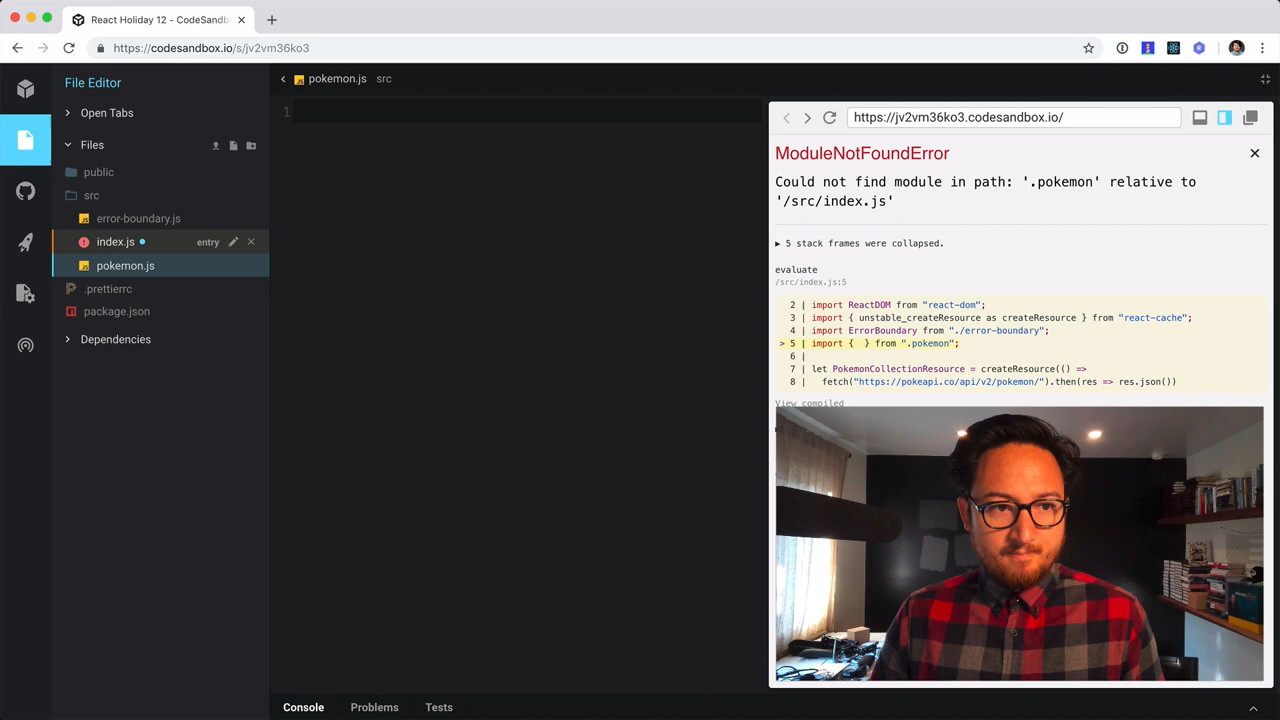 React Holiday 12 - CodeSandb
https://codesandbox.io/s/jv2vm36ko3
File Editor
Open Tabs
Files
public
src
error-boundary.js
index.js
entry
pokemon.js
.prettierrc
package.json
Dependencies
pokemon.js src
1
https://jv2vm36ko3.codesandbox.io/
ModuleNotFoundError
Could not find module in path: '.pokemon' relative to
'/src/index.js'
▶ 5 stack frames were collapsed.
evaluate
/src/index.js:5
2 | import ReactDOM from "react-dom";
3 | import { unstable_createResource as createResource } from "react-cache";
4 | import ErrorBoundary from "./error-boundary";
> 5 | import {  } from ".pokemon";
6 |
7 | let PokemonCollectionResource = createResource(() =>
8 |   fetch("https://pokeapi.co/api/v2/pokemon/").then(res => res.json())
View compiled
Console Problems Tests